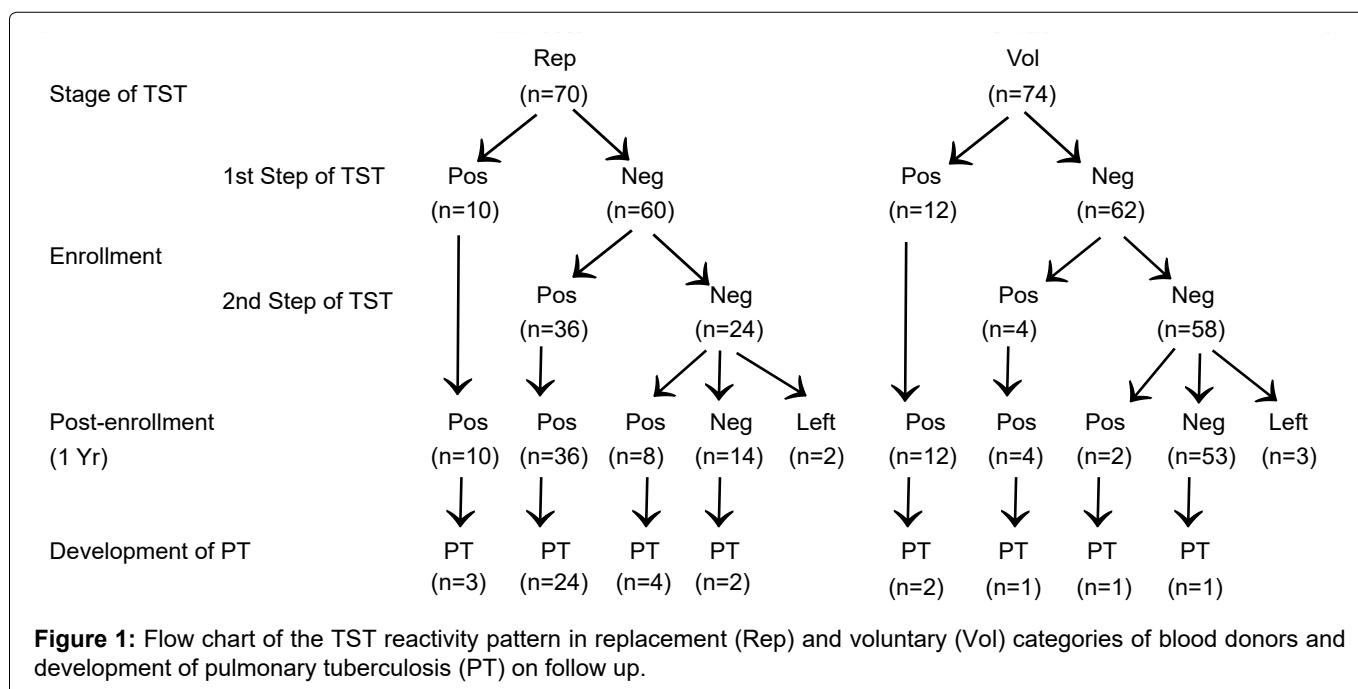 Rep Vol
Stage of TST (n=70) (n=74)
1st Step of TST Pos Neg Pos Neg
(n=10) (n=60) (n=12) (n=62)
Enrollment
2nd Step of TST Pos Neg Pos Neg
(n=36) (n=24) (n=4) (n=58)
Post-enrollment Pos Pos Pos Neg Left Pos Pos Pos Neg Left
(1 Yr) (n=10) (n=36) (n=8) (n=14) (n=2) (n=12) (n=4) (n=2) (n=53) (n=3)
Development of PT PT PT PT PT PT PT PT PT
(n=3) (n=24) (n=4) (n=2) (n=2) (n=1) (n=1) (n=1)
Figure 1: Flow chart of the TST reactivity pattern in replacement (Rep) and voluntary (Vol) categories of blood donors and
development of pulmonary tuberculosis (PT) on follow up.